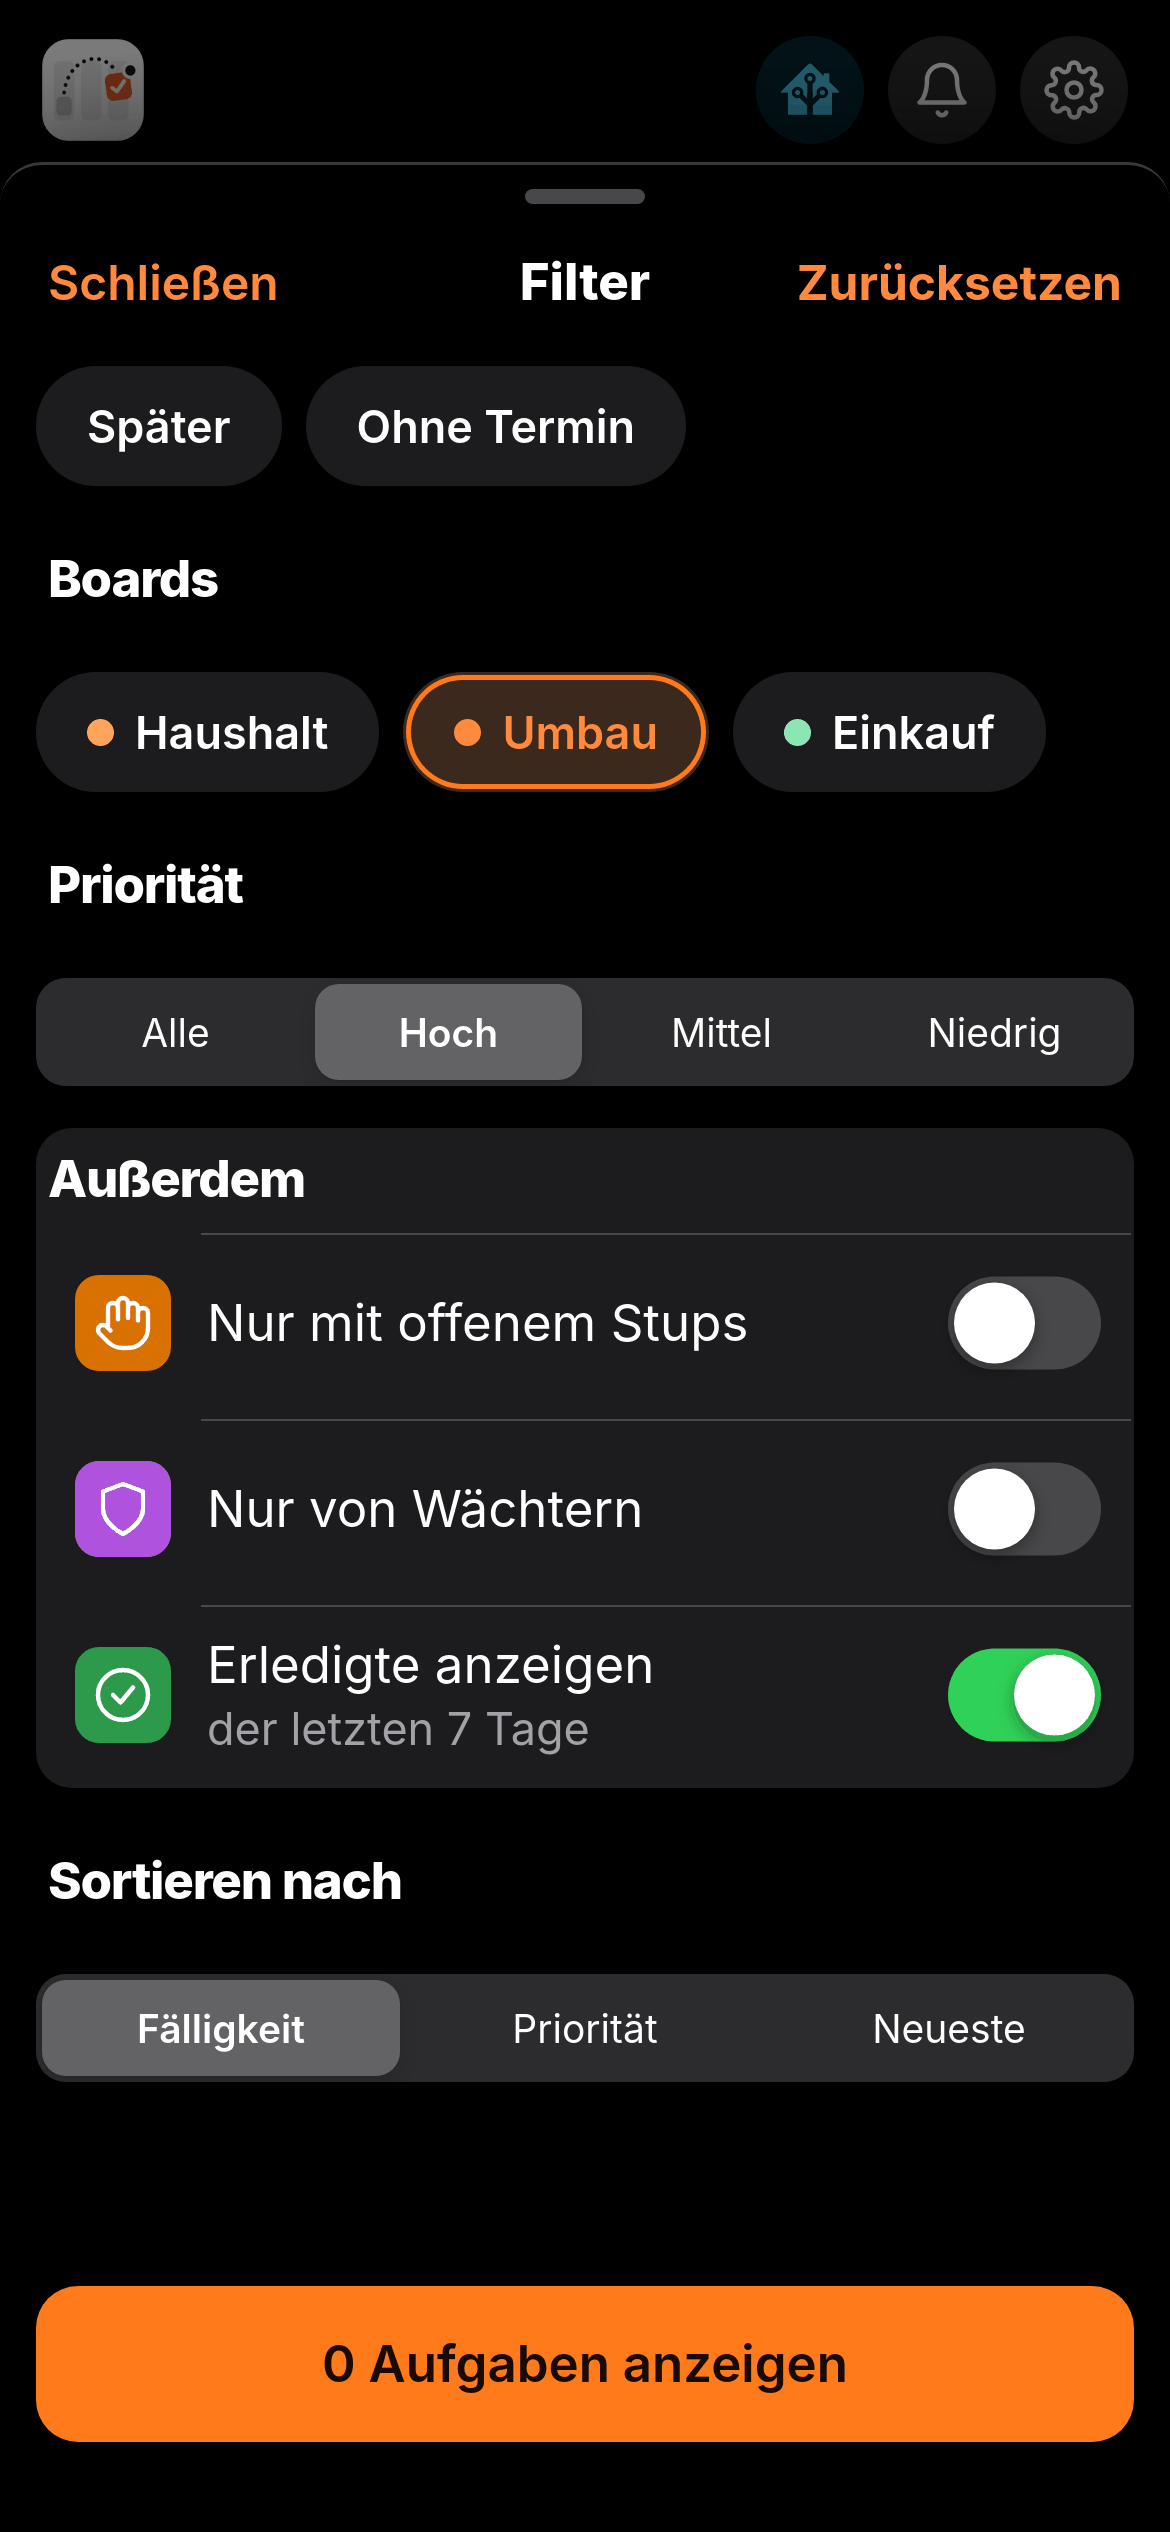 Schließen
Filter
Zurücksetzen
Später
Ohne Termin
Boards
Haushalt
Umbau
Einkauf
Priorität
Alle
Hoch
Mittel
Niedrig
Außerdem
Nur mit offenem Stups
Nur von Wächtern
Erledigte anzeigen
der letzten 7 Tage
Sortieren nach
Fälligkeit
Priorität
Neueste
0 Aufgaben anzeigen